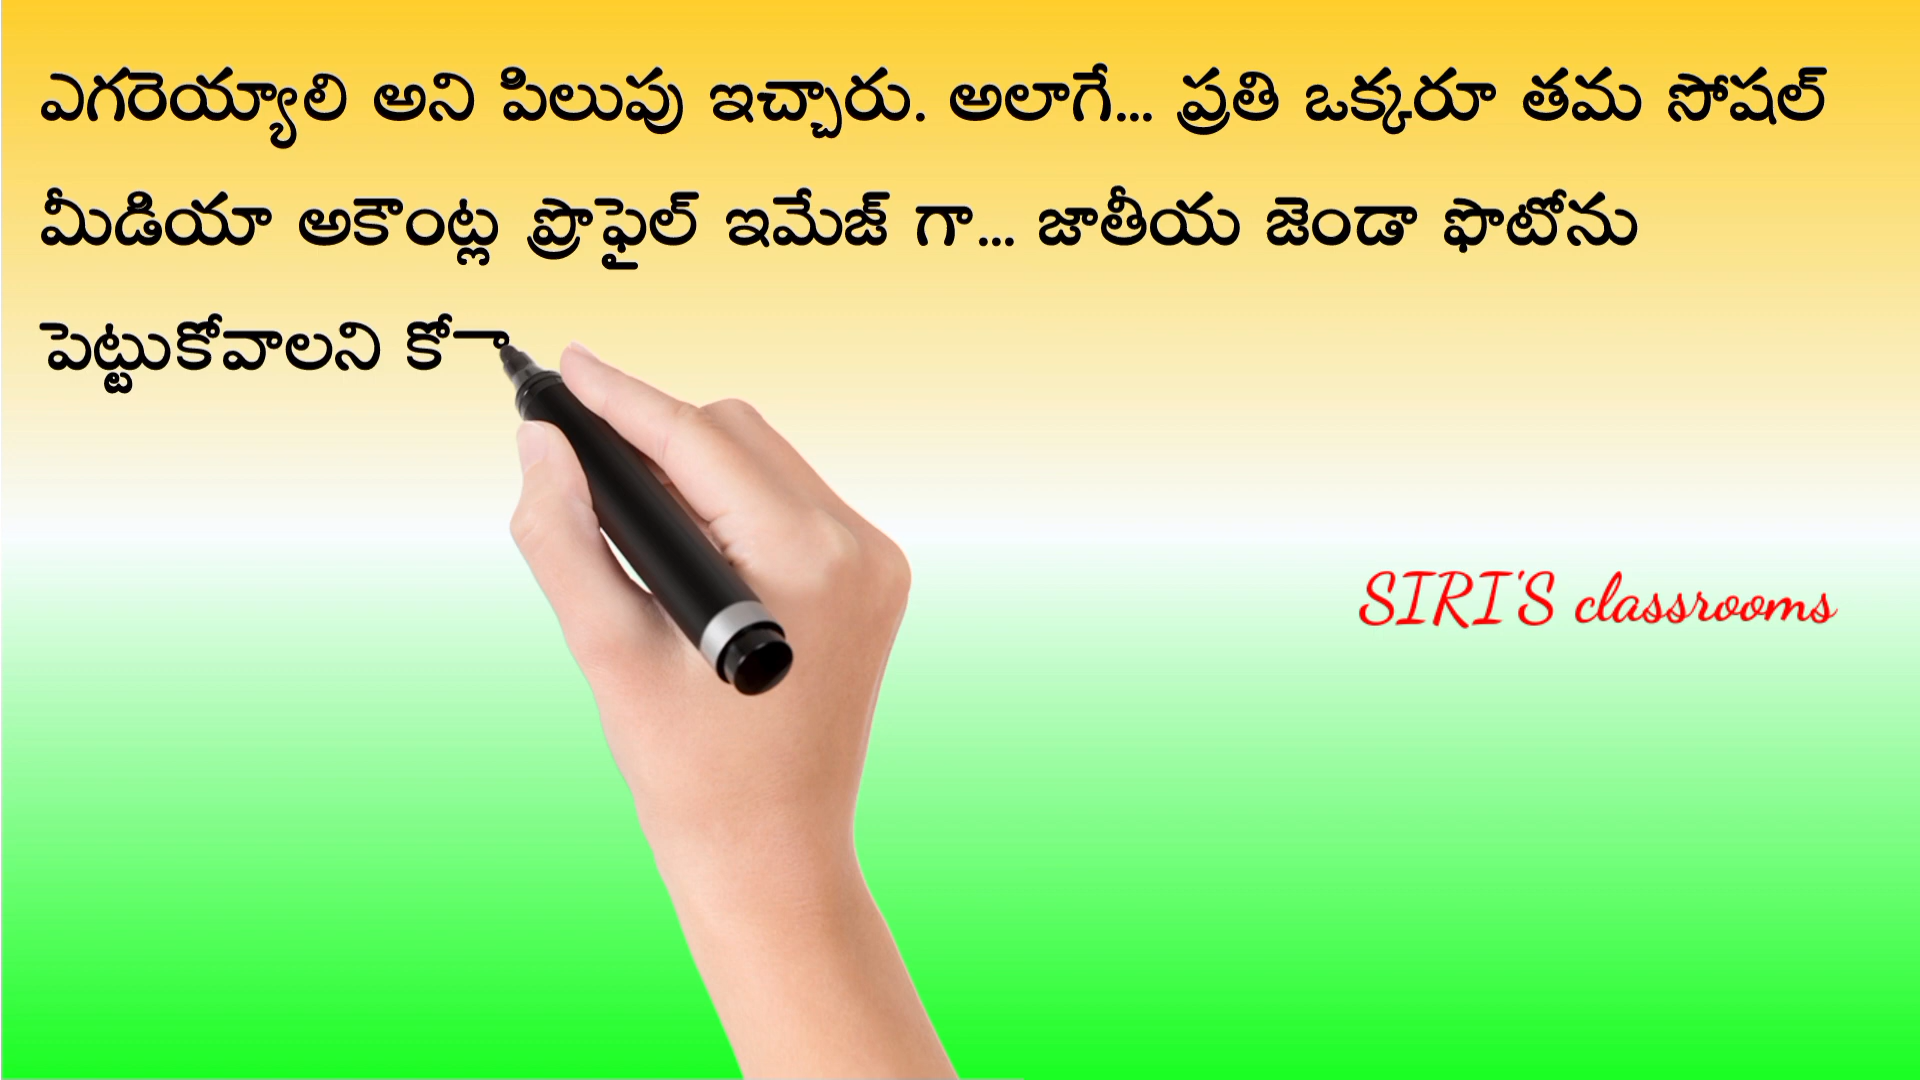 ఎగరెయ్యాలి అని పిలుపు ఇచ్చారు. అలాగే... ప్రతి ఒక్కరూ తమ సోషల్
మీడియా అకౌంట్ల ప్రొఫైల్ ఇమేజ్ గా... జాతీయ జెండా ఫొటోను
పెట్టుకోవాలని
SIRI'S classrooms